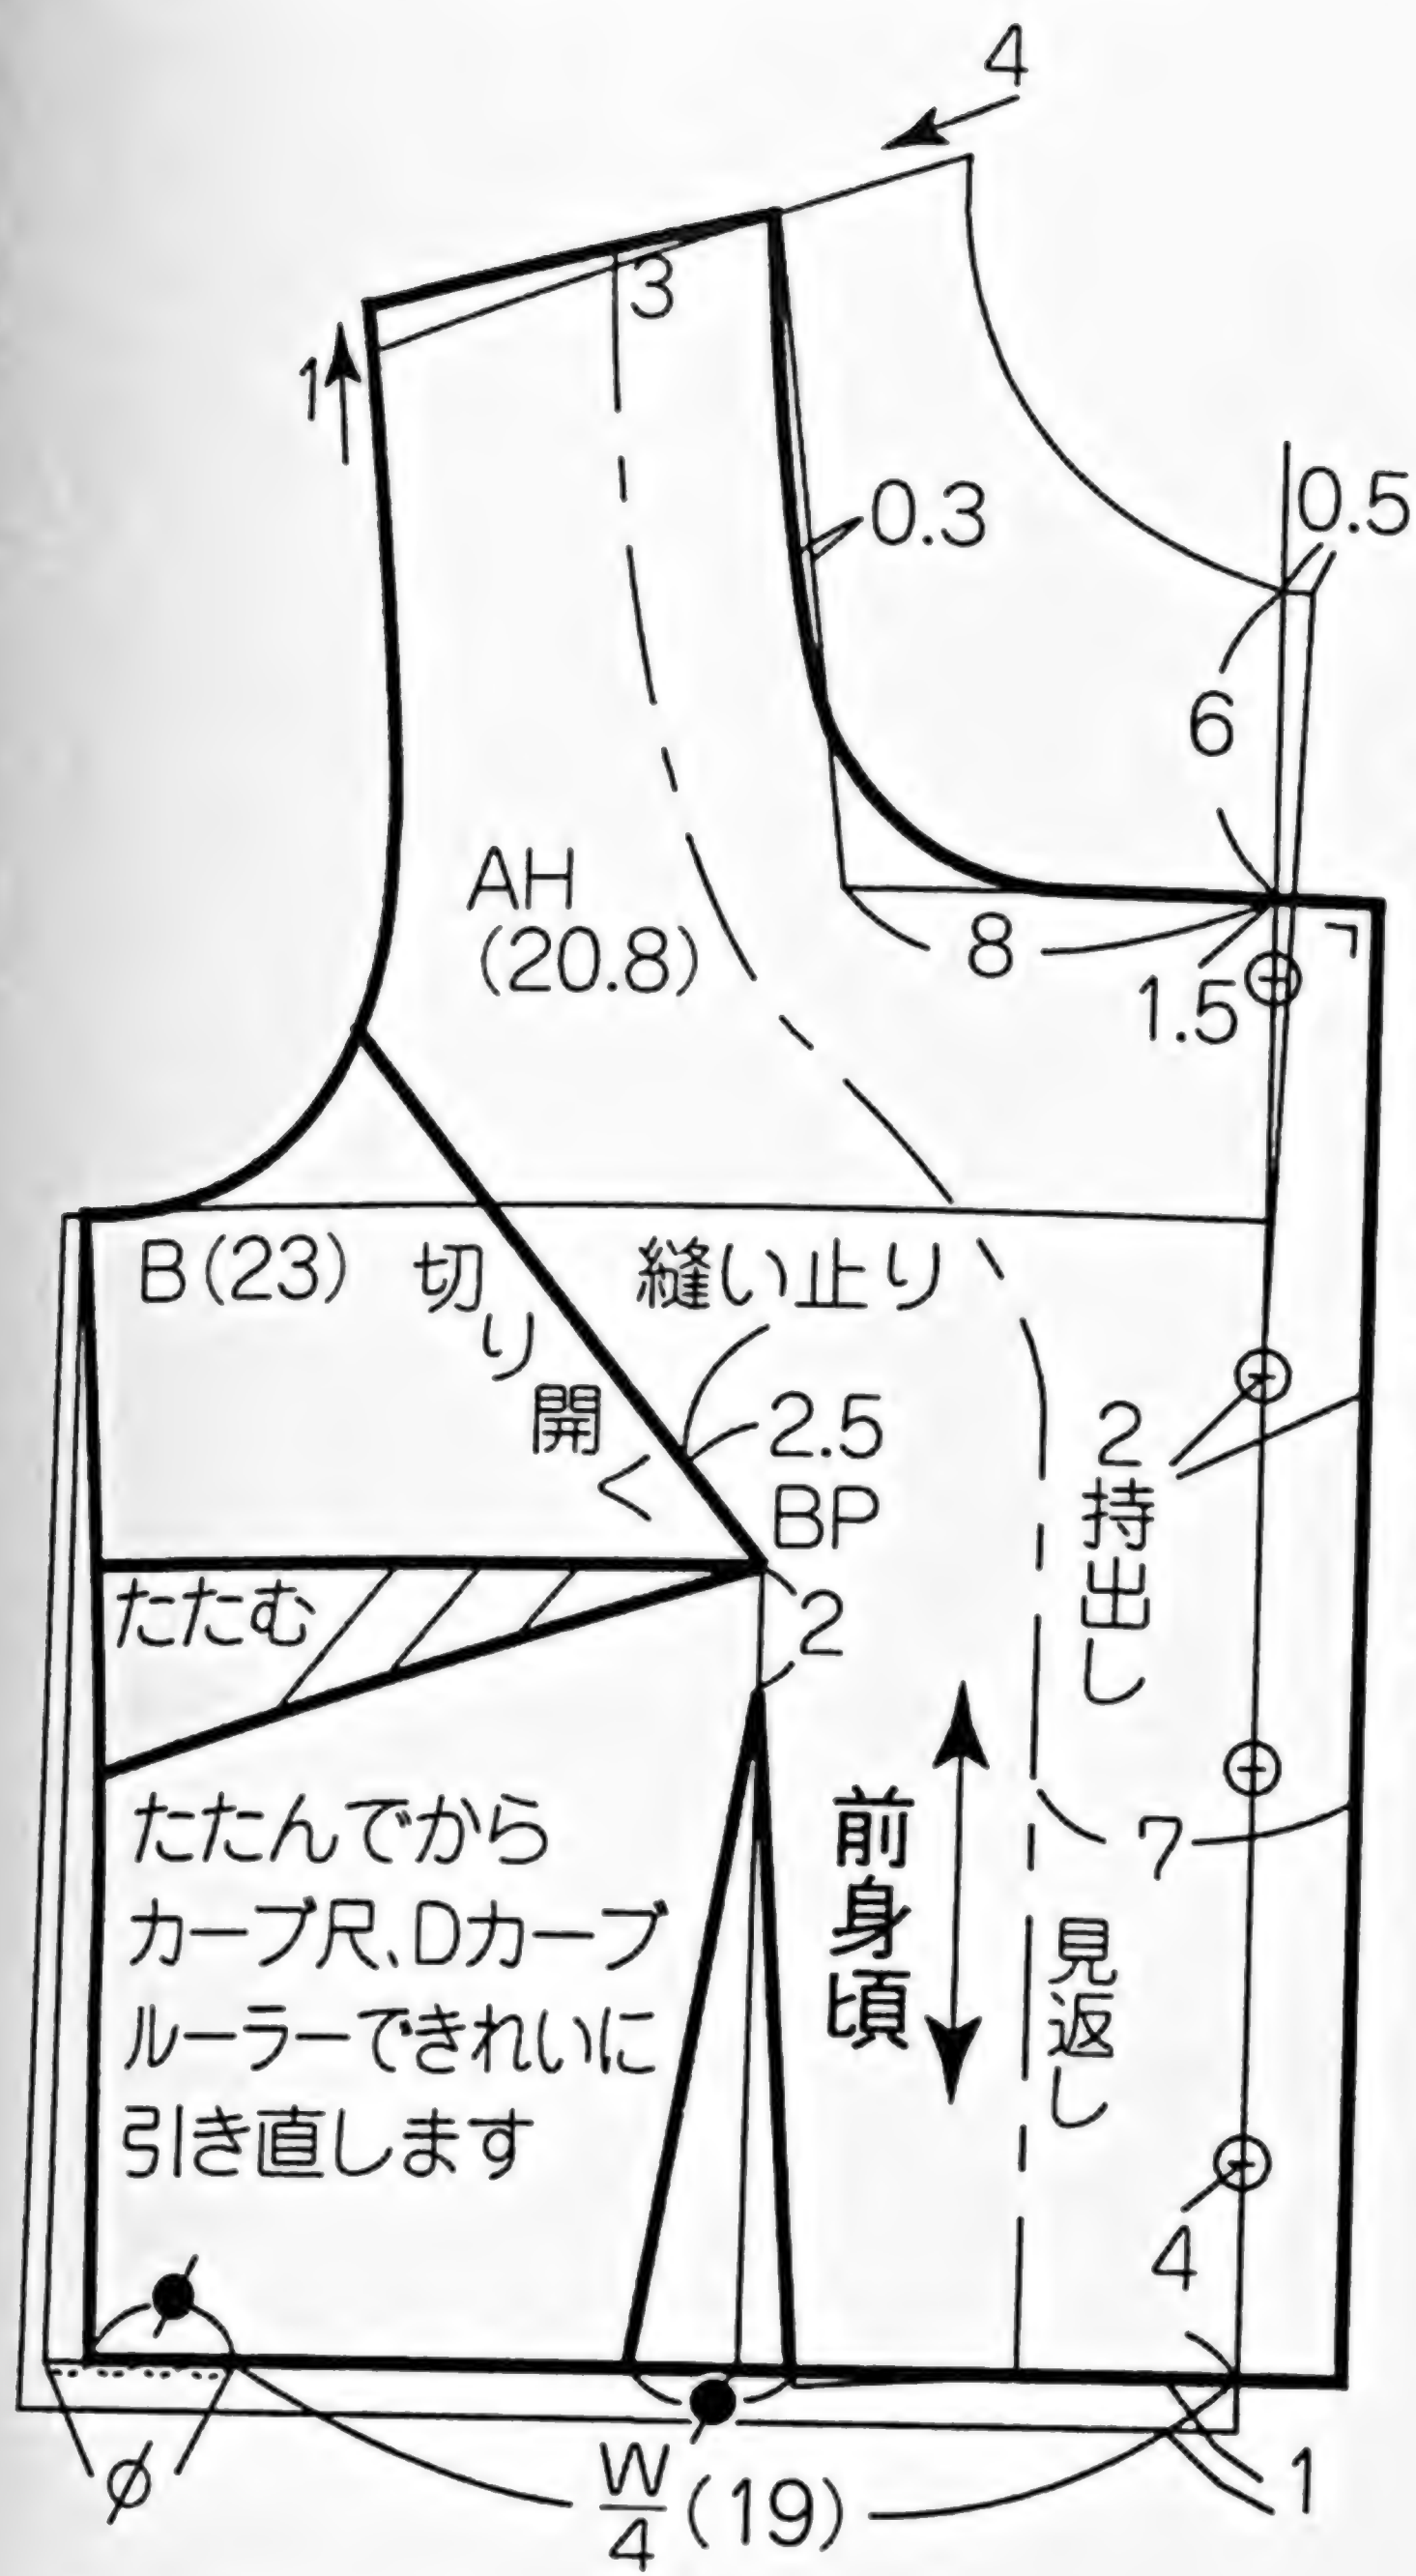 4
3
1
0.3
0.5
6
AH
(20.8)
8
1.5
B(23)
切り開く
縫い止り
2.5
BP
2
持出し
たたむ
2
たたんでから
カーブ尺、Dカーブ
ルーラーできれいに
引き直します
前身頃
7
見返し
4
ϕ
W/4(19)
1